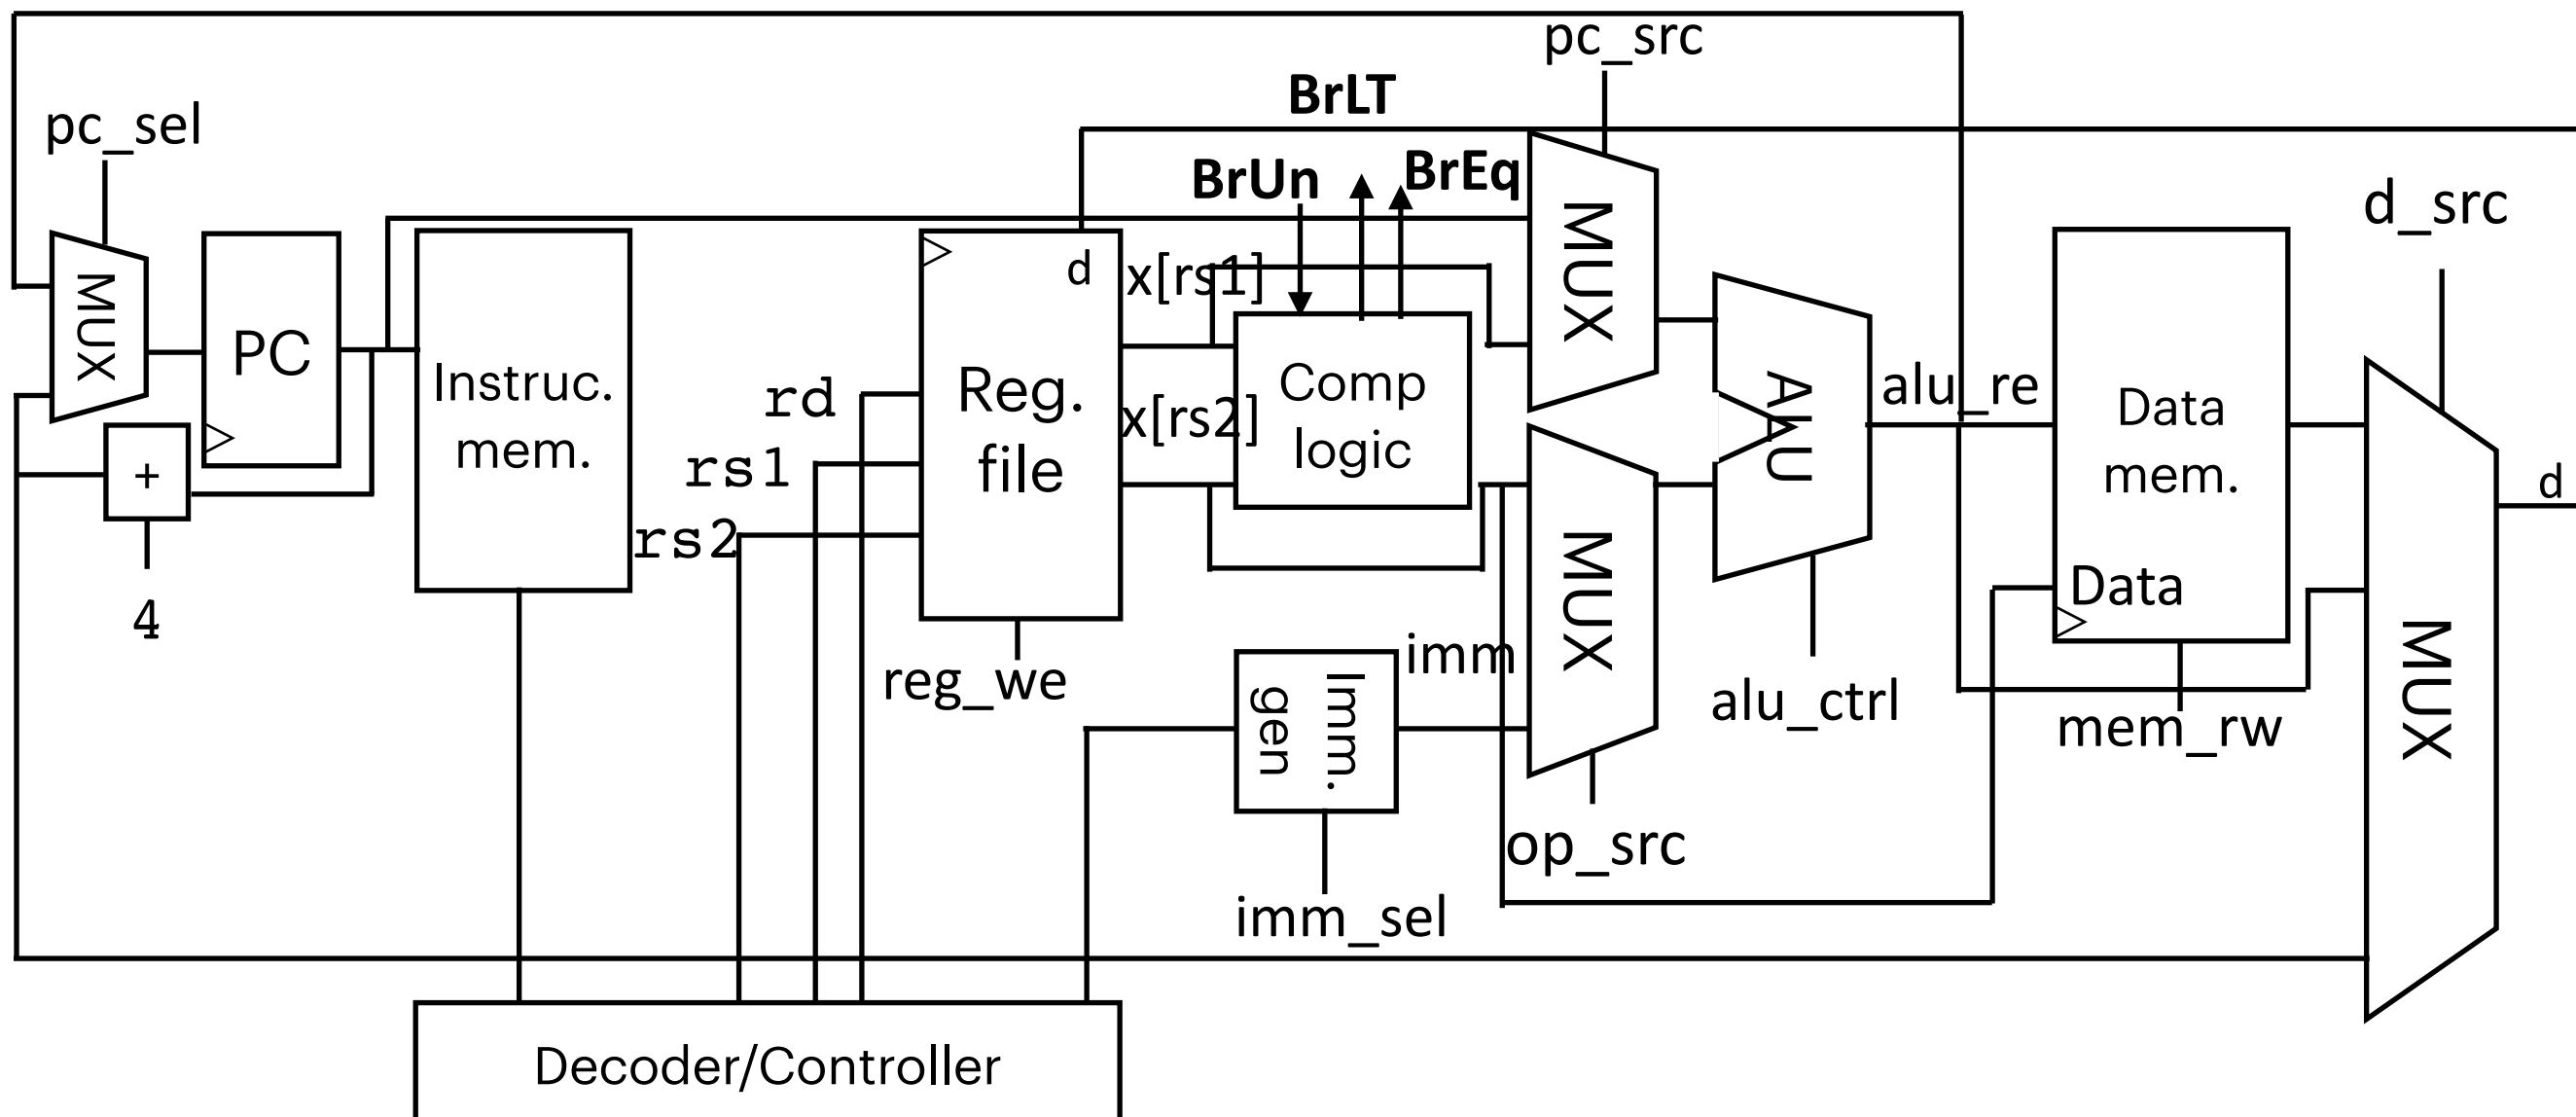 pc_src
BrLT
pc_sel
BrUn
BrEq
d_src
MUX
PC
Instruc.
mem.
+
4
rd
rs1
rs2
d
Reg.
file
reg_we
x[rs1]
x[rs2]
Comp
logic
MUX
MUX
imm
Imm.
gen
imm_sel
op_src
ALU
alu_ctrl
alu_re
Data
mem.
Data
mem_rw
MUX
d
Decoder/Controller